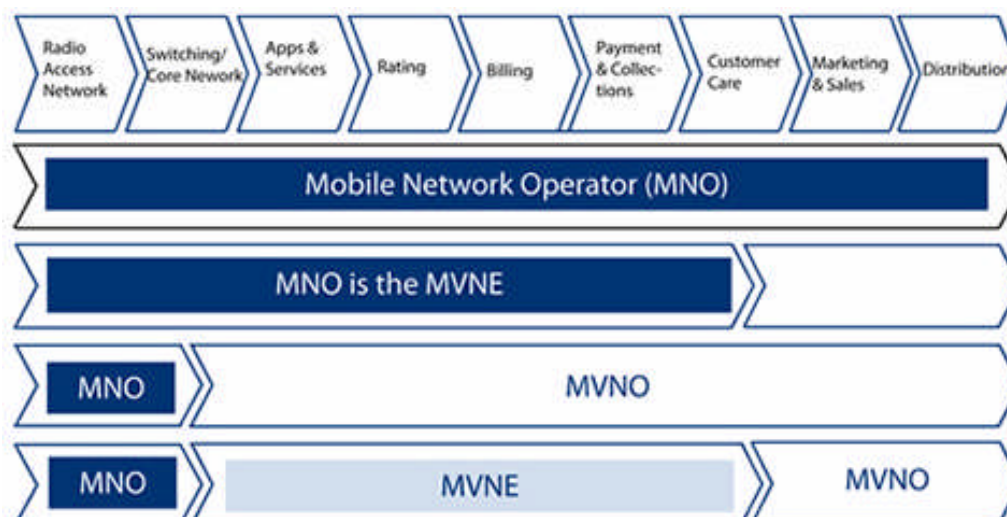 Radio
Access
Network
Switching/
Core Nework
Apps &
Services
Rating
Billing
Payment
& Collec-
tions
Customer
Care
Marketing
& Sales
Distribution
Mobile Network Operator (MNO)
MNO is the MVNE
MNO MVNO
MNO MVNE MVNO